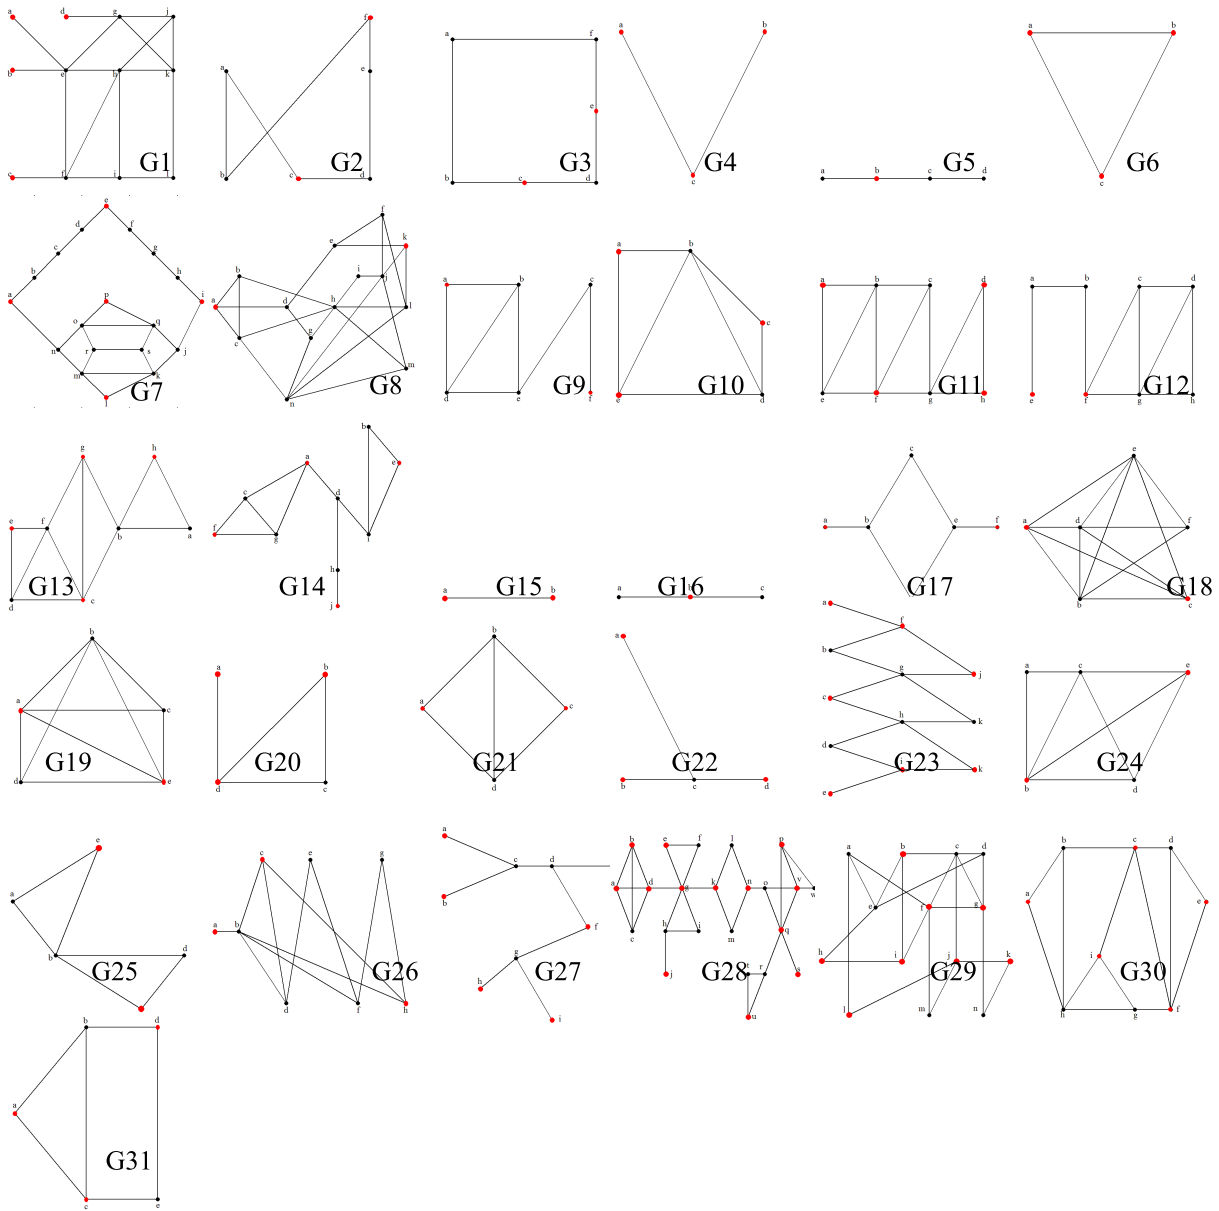 a d g j
b e h k
c f i l
G1
f
a e
b c d
G2
a f
e
b c d
G3
a b
c
G4
a b c d
G5
a b
c
G6
e
d f
c g
b h
a i
p
o q
n r s j
m k
l
G7
f
e k
b i j
a d h l
c g
m
n
G8
a b c
d e f
G9
a b
c
e d
G10
a b c d
e f g h
G11
a b c d
e f g h
G12
g h
e f b a
d c
G13
b
a e
c d
f g i
h
j
G14
a b
G15
a b c
G16
c
a b e f
G17
e
a d f
b c
G18
b
a c
d e
G19
a b
d c
G20
b
a c
d
G21
a
b c d
G22
a
f
b
g j
c
h k
d
i k
e
G23
a c e
b d
G24
e
a
b d
G25
c e g
a b
d f h
G26
a
c d
b
f
g
h
i
G27
b e f l p
a d g k n o v w
c h i m q
j t r s
u
G28
a b c d
e f g
h i j k
l m n
G29
b c d
a e
i
h g f
G30
b d
a
c e
G31